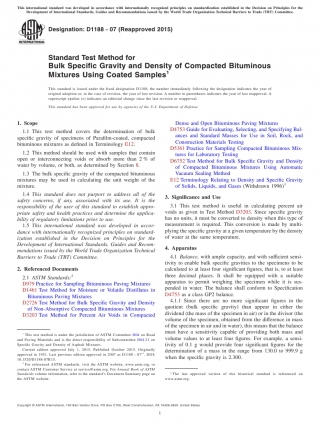 This international standard was developed in accordance with internationally recognized principles on standardization established in the Decision on Principles for the
Development of International Standards, Guides and Recommendations issued by the World Trade Organization Technical Barriers to Trade (TBT) Committee.
Designation: D1188 - 07 (Reapproved 2015)
Standard Test Method for
Bulk Specific Gravity and Density of Compacted Bituminous
Mixtures Using Coated Samples1
This standard is issued under the fixed designation D1188; the number immediately following the designation indicates the year of
original adoption or, in the case of revision, the year of last revision. A number in parentheses indicates the year of last reapproval. A
superscript epsilon (ε) indicates an editorial change since the last revision or reapproval.
This standard has been approved for use by agencies of the U.S. Department of Defense.
1. Scope
1.1 This test method covers the determination of bulk
specific gravity of specimens of Paraffin-coated, compacted
bituminous mixtures as defined in Terminology E12.
1.2 This method should be used with samples that contain
open or interconnecting voids or absorb more than 2 % of
water by volume, or both, as determined by Section 8.
1.3 The bulk specific gravity of the compacted bituminous
mixtures may be used in calculating the unit weight of the
mixture.
1.4 This standard does not purport to address all of the
safety concerns, if any, associated with its use. It is the
responsibility of the user of this standard to establish appro-
priate safety and health practices and determine the applica-
bility of regulatory limitations prior to use.
1.5 This international standard was developed in accor-
dance with internationally recognized principles on standard-
ization established in the Decision on Principles for the
Development of International Standards, Guides and Recom-
mendations issued by the World Trade Organization Technical
Barriers to Trade (TBT) Committee.
2. Referenced Documents
2.1 ASTM Standards:2
D979 Practice for Sampling Bituminous Paving Mixtures
D1461 Test Method for Moisture or Volatile Distillates in
Bituminous Paving Mixtures
D2726 Test Method for Bulk Specific Gravity and Density
of Non-Absorptive Compacted Bituminous Mixtures
D3203 Test Method for Percent Air Voids in Compacted
Dense and Open Bituminous Paving Mixtures
D4753 Guide for Evaluating, Selecting, and Specifying Bal-
ances and Standard Masses for Use in Soil, Rock, and
Construction Materials Testing
D5361 Practice for Sampling Compacted Bituminous Mix-
tures for Laboratory Testing
D6752 Test Method for Bulk Specific Gravity and Density
of Compacted Bituminous Mixtures Using Automatic
Vacuum Sealing Method
E12 Terminology Relating to Density and Specific Gravity
of Solids, Liquids, and Gases (Withdrawn 1996)3
3. Significance and Use
3.1 This test method is useful in calculating percent air
voids as given to Test Method D3203. Since specific gravity
has no units, it must be converted to density when this type of
measurement is required. This conversion is made by multi-
plying the specific gravity at a given temperature by the density
of water at the same temperature.
4. Apparatus
4.1 Balance, with ample capacity, and with sufficient sensi-
tivity to enable bulk specific gravities to the specimens to be
calculated to at least four significant figures, that is, to at least
three decimal places. It shall be equipped with a suitable
apparatus to permit weighing the specimen while it is sus-
pended in water. The balance shall conform to Specification
D4753 as a class GP2 balance.
4.1.1 Since there are no more significant figures in the
quotient (bulk specific gravity) than appear in either the
dividend (the mass of the specimen in air) or in the divisor (the
volume of the specimen, obtained from the difference in mass
of the specimen in air and in water), this means that the balance
must have a sensitivity capable of providing both mass and
volume values to at least four figures. For example, a sensi-
tivity of 0.1 g would provide four significant figures for the
determination of a mass in the range from 130.0 to 999.9 g
when the specific gravity is 2.300.
1 This test method is under the jurisdiction of ASTM Committee D04 on Road
and Paving Materials and is the direct responsibility of Subcommittee D04.21 on
Specific Gravity and Density of Asphalt Mixtures.
Current edition approved July 1, 2015. Published October 2015. Originally
2 For referenced ASTM standards, visit the ASTM website, www.astm.org, or
contact ASTM Customer Service at service@astm.org. For Annual Book of ASTM
Standards volume information, refer to the standard's Document Summary page on
the ASTM website.
3 The last approved version of this historical standard is referenced on
www.astm.org.
Copyright © ASTM International, 100 Barr Harbor Drive, PO Box C700, West Conshohocken, PA 19428-2959. United States
1